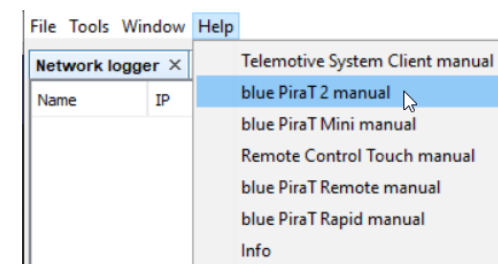 File Tools Window Help
Network logger ×
Name IP
Telemotive System Client manual
blue PiraT 2 manual
blue PiraT Mini manual
Remote Control Touch manual
blue PiraT Remote manual
blue PiraT Rapid manual
Info